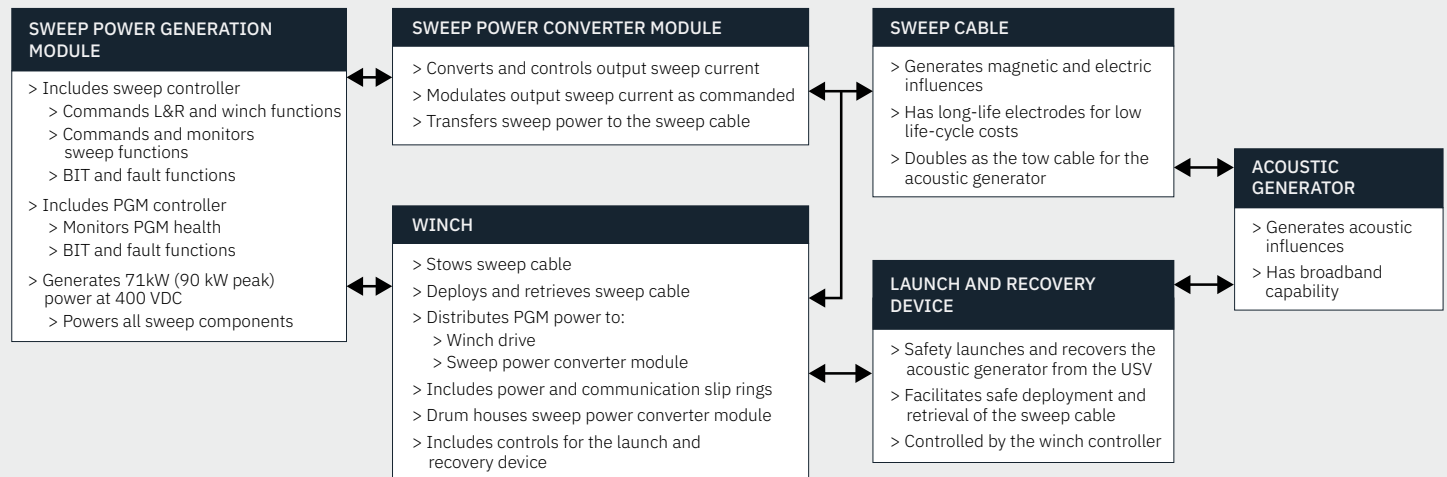 SWEEP POWER GENERATION
MODULE
> Includes sweep controller
> Commands L&R and winch functions
> Commands and monitors
sweep functions
> BIT and fault functions
> Includes PGM controller
> Monitors PGM health
> BIT and fault functions
> Generates 71kW (90 kW peak)
power at 400 VDC
> Powers all sweep components
SWEEP POWER CONVERTER MODULE
> Converts and controls output sweep current
> Modulates output sweep current as commanded
> Transfers sweep power to the sweep cable
WINCH
> Stows sweep cable
> Deploys and retrieves sweep cable
> Distributes PGM power to:
> Winch drive
> Sweep power converter module
> Includes power and communication slip rings
> Drum houses sweep power converter module
> Includes controls for the launch and
recovery device
SWEEP CABLE
> Generates magnetic and electric
influences
> Has long-life electrodes for low
life-cycle costs
> Doubles as the tow cable for the
acoustic generator
LAUNCH AND RECOVERY
DEVICE
> Safety launches and recovers the
acoustic generator from the USV
> Facilitates safe deployment and
retrieval of the sweep cable
> Controlled by the winch controller
ACOUSTIC
GENERATOR
> Generates acoustic
influences
> Has broadband
capability